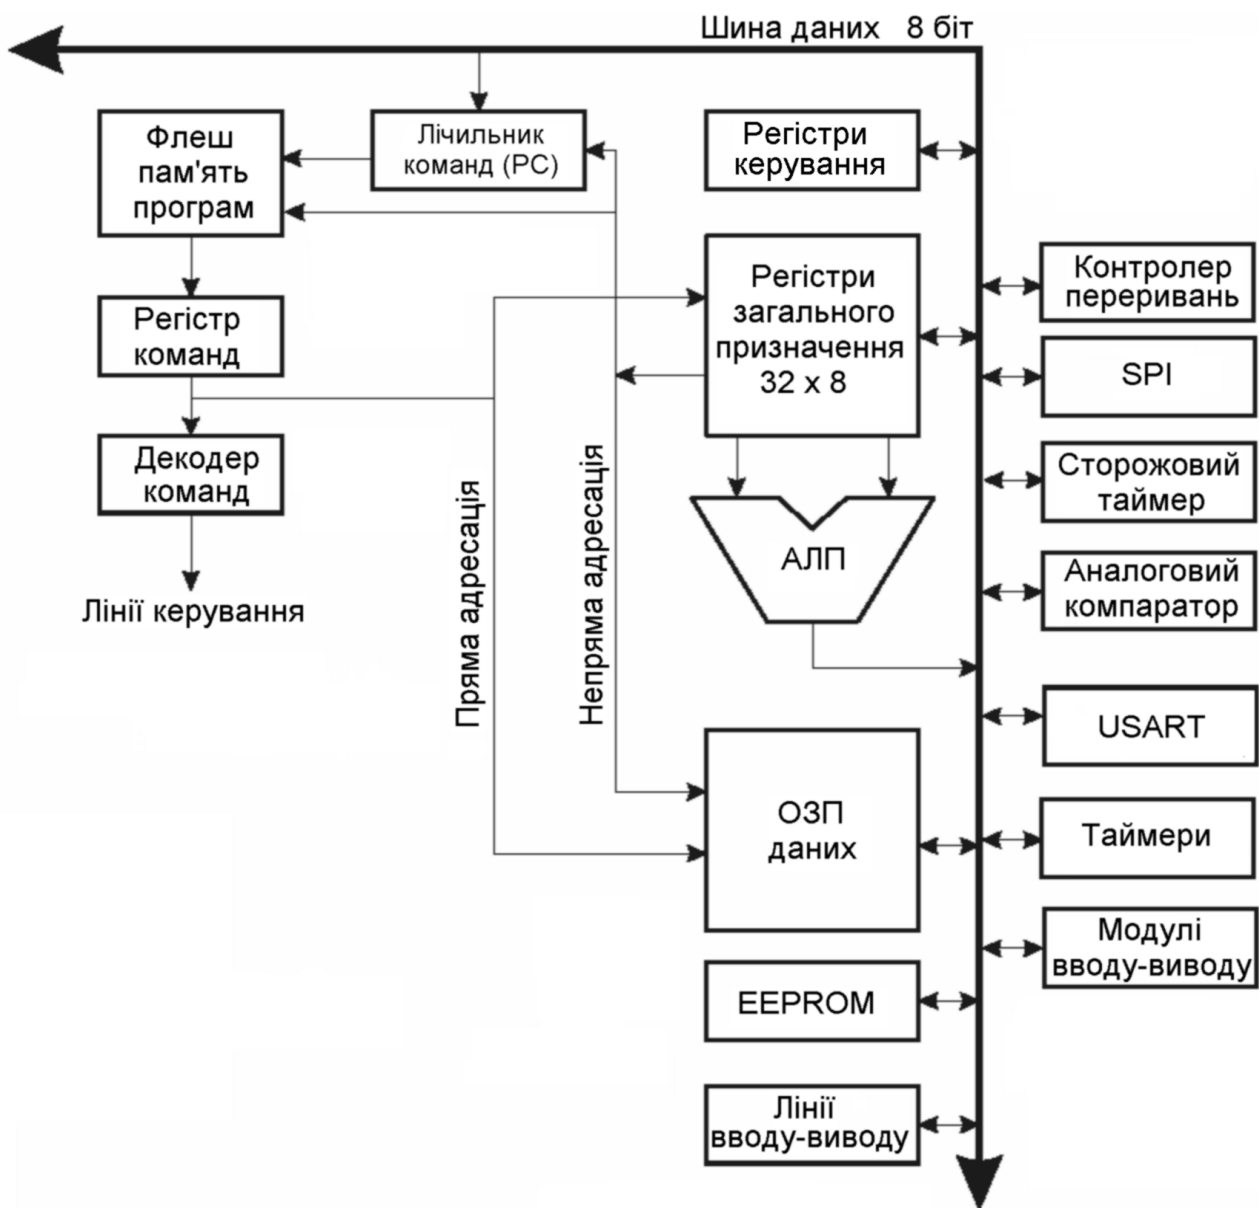 Шина даних 8 біт
Флеш
пам'ять
програм
Лічильник
команд (PC)
Регістри
керування
Регістр
команд
Регістри
загального
призначення
32 x 8
Контролер
переривань
SPI
Декодер
команд
Сторожовий
таймер
Лінії керування
Пряма адресація
Непряма адресація
АЛП
Аналоговий
компаратор
USART
ОЗП
даних
Таймери
Модулі
вводу-виводу
EEPROM
Лінії
вводу-виводу